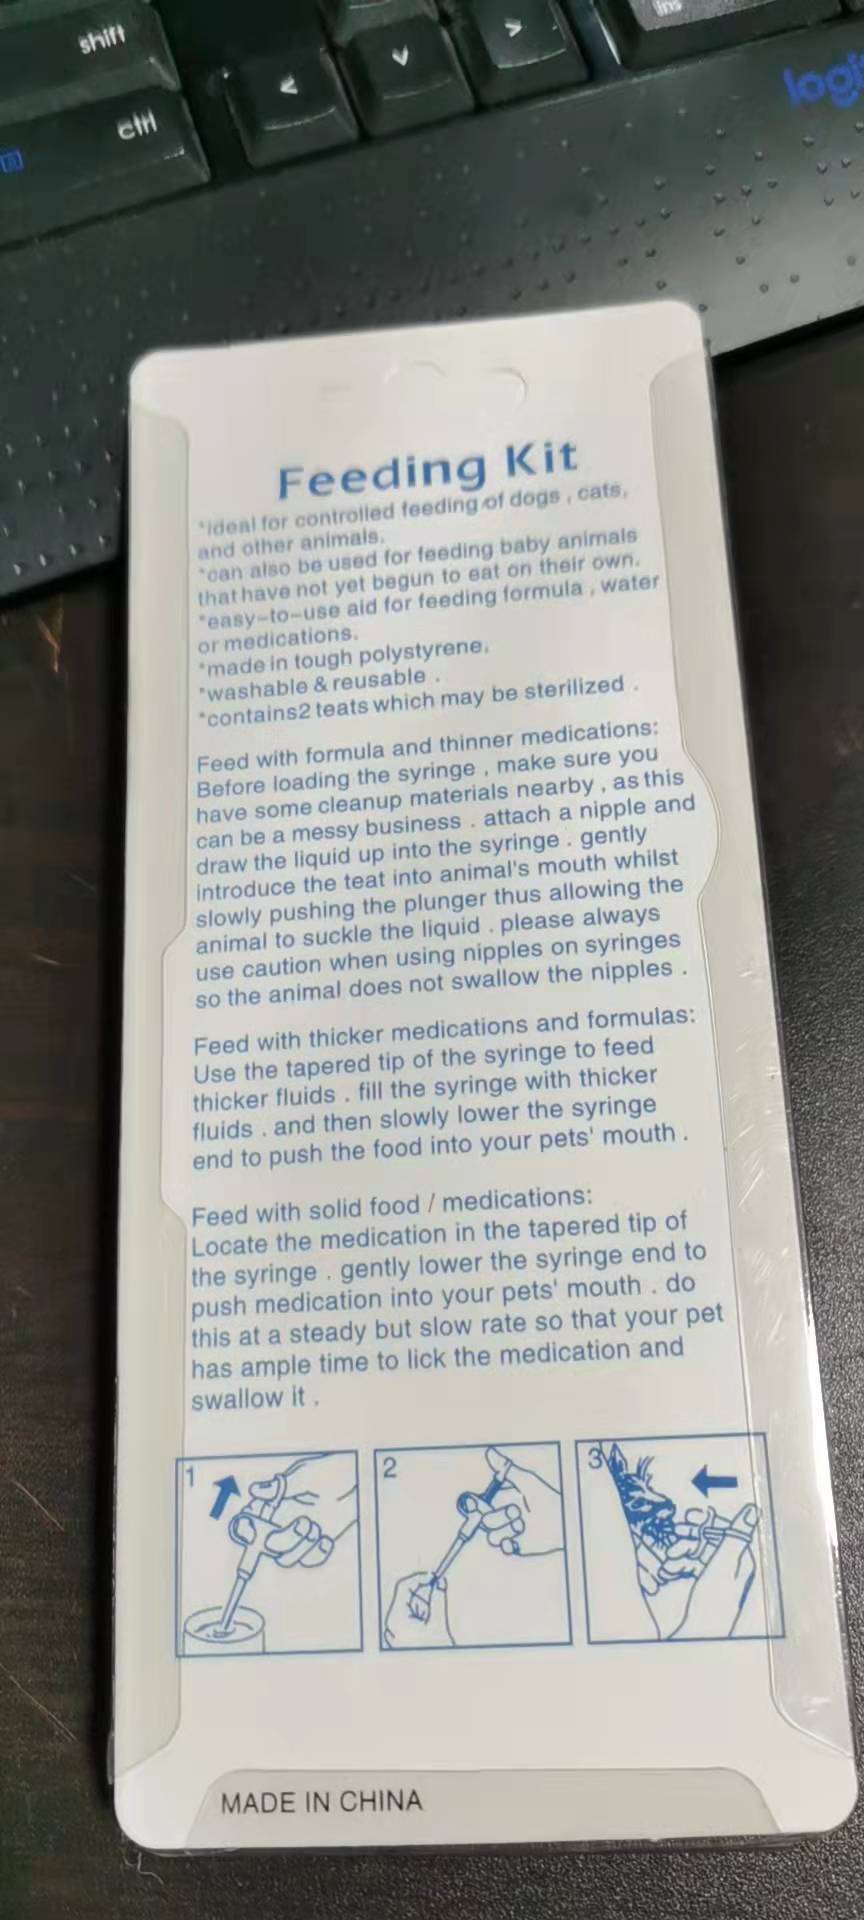 shift
ctrl
<
v
>
ins
logi
Feeding Kit
*ideal for controlled feeding of dogs , cats,
and other animals.
*can also be used for feeding baby animals
that have not yet begun to eat on their own.
*easy-to-use aid for feeding formula , water
or medications.
*made in tough polystyrene.
*washable & reusable .
*contains2 teats which may be sterilized .
Feed with formula and thinner medications:
Before loading the syringe , make sure you
have some cleanup materials nearby , as this
can be a messy business . attach a nipple and
draw the liquid up into the syringe . gently
introduce the teat into animal's mouth whilst
slowly pushing the plunger thus allowing the
animal to suckle the liquid . please always
use caution when using nipples on syringes
so the animal does not swallow the nipples .
Feed with thicker medications and formulas:
Use the tapered tip of the syringe to feed
thicker fluids . fill the syringe with thicker
fluids . and then slowly lower the syringe
end to push the food into your pets' mouth .
Feed with solid food / medications:
Locate the medication in the tapered tip of
the syringe . gently lower the syringe end to
push medication into your pets' mouth . do
this at a steady but slow rate so that your pet
has ample time to lick the medication and
swallow it .
1
2
3
MADE IN CHINA